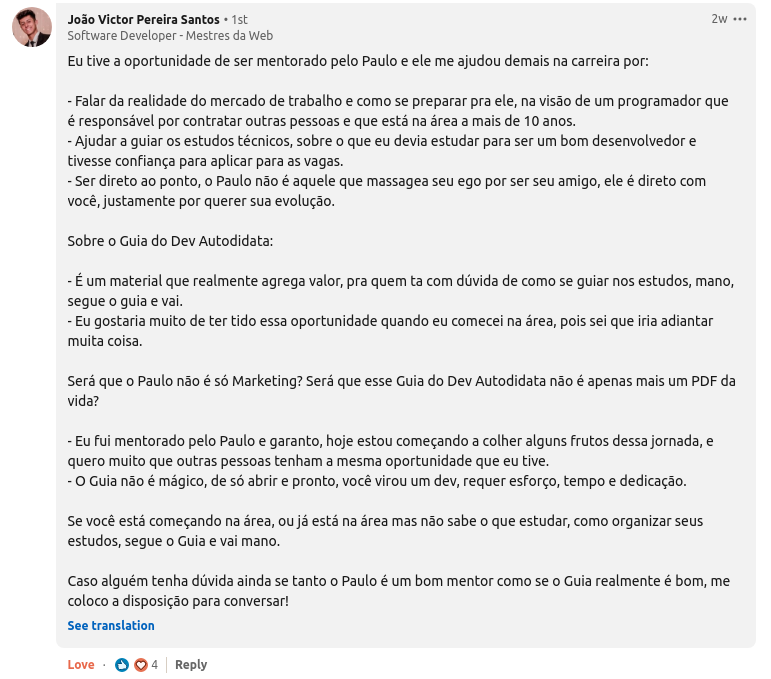 João Victor Pereira Santos • 1st
2w •••
Software Developer - Mestres da Web
Eu tive a oportunidade de ser mentorado pelo Paulo e ele me ajudou demais na carreira por:
- Falar da realidade do mercado de trabalho e como se preparar pra ele, na visão de um programador que
é responsável por contratar outras pessoas e que está na área a mais de 10 anos.
- Ajudar a guiar os estudos técnicos, sobre o que eu devia estudar para ser um bom desenvolvedor e
tivesse confiança para aplicar para as vagas.
- Ser direto ao ponto, o Paulo não é aquele que massagea seu ego por ser seu amigo, ele é direto com
você, justamente por querer sua evolução.
Sobre o Guia do Dev Autodidata:
- É um material que realmente agrega valor, pra quem ta com dúvida de como se guiar nos estudos, mano,
segue o guia e vai.
- Eu gostaria muito de ter tido essa oportunidade quando eu comecei na área, pois sei que iria adiantar
muita coisa.
Será que o Paulo não é só Marketing? Será que esse Guia do Dev Autodidata não é apenas mais um PDF da
vida?
- Eu fui mentorado pelo Paulo e garanto, hoje estou começando a colher alguns frutos dessa jornada, e
quero muito que outras pessoas tenham a mesma oportunidade que eu tive.
- O Guia não é mágico, de só abrir e pronto, você virou um dev, requer esforço, tempo e dedicação.
Se você está começando na área, ou já está na área mas não sabe o que estudar, como organizar seus
estudos, segue o Guia e vai mano.
Caso alguém tenha dúvida ainda se tanto o Paulo é um bom mentor como se o Guia realmente é bom, me
coloco a disposição para conversar!
See translation
Love · 4 Reply